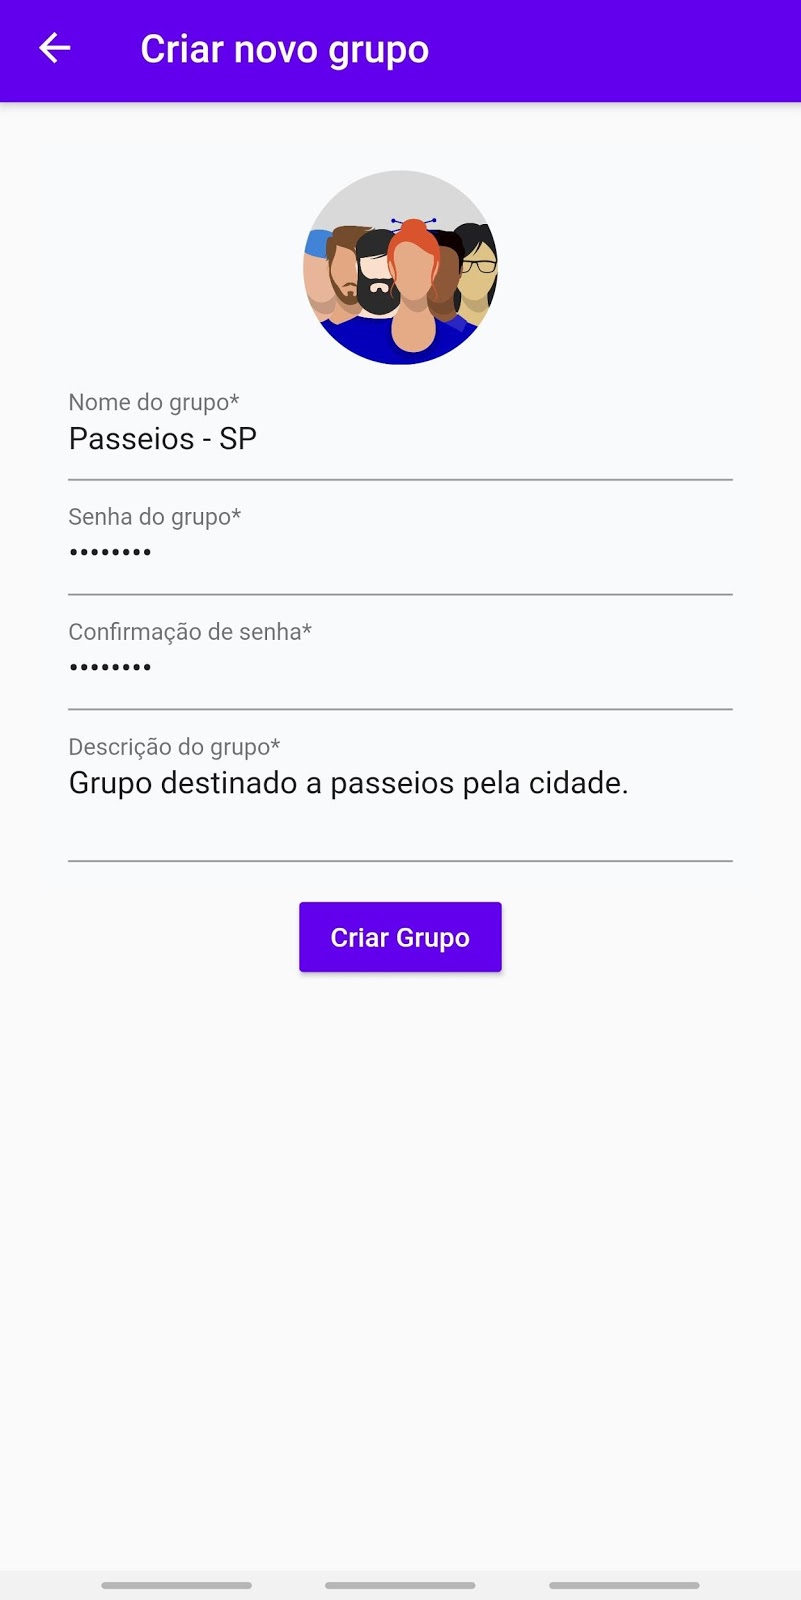 Criar novo grupo
Nome do grupo*
Passeios - SP
Senha do grupo*
••••••••
Confirmação de senha*
••••••••
Descrição do grupo*
Grupo destinado a passeios pela cidade.
Criar Grupo